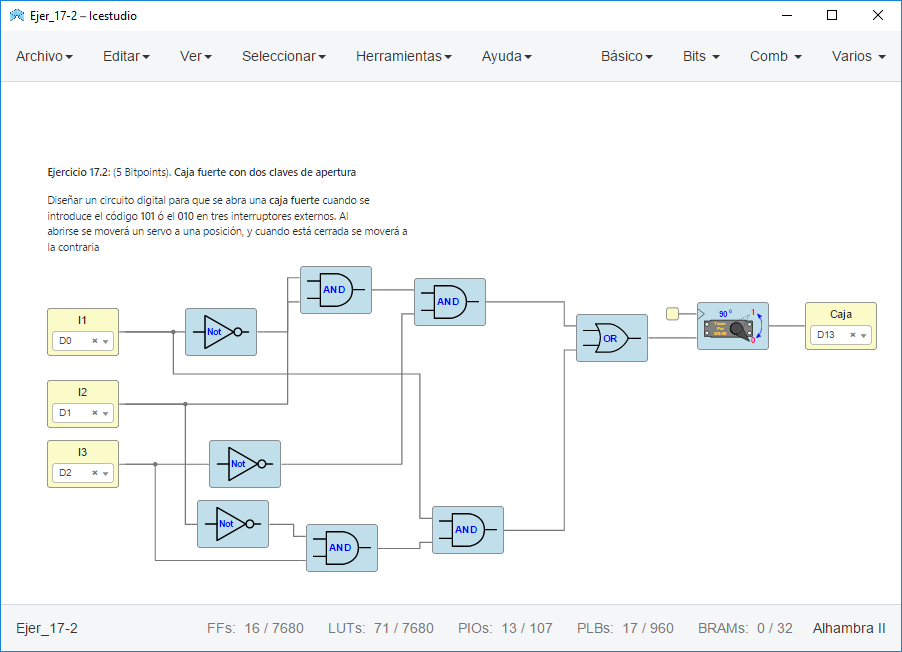 Ejer_17-2 – Icestudio
Archivo Editar Ver Seleccionar Herramientas Ayuda Básico Bits Comb Varios
Ejercicio 17.2: (5 Bitpoints). Caja fuerte con dos claves de apertura
Diseñar un circuito digital para que se abra una caja fuerte cuando se
introduce el código 101 ó el 010 en tres interruptores externos. Al
abrirse se moverá un servo a una posición, y cuando está cerrada se moverá a
la contraria
AND
AND
I1
D0
Not
OR
90º
1
0
Caja
D13
I2
D1
I3
D2
Not
Not
AND
AND
Ejer_17-2 FFs: 16 / 7680 LUTs: 71 / 7680 PIOs: 13 / 107 PLBs: 17 / 960 BRAMs: 0 / 32 Alhambra II